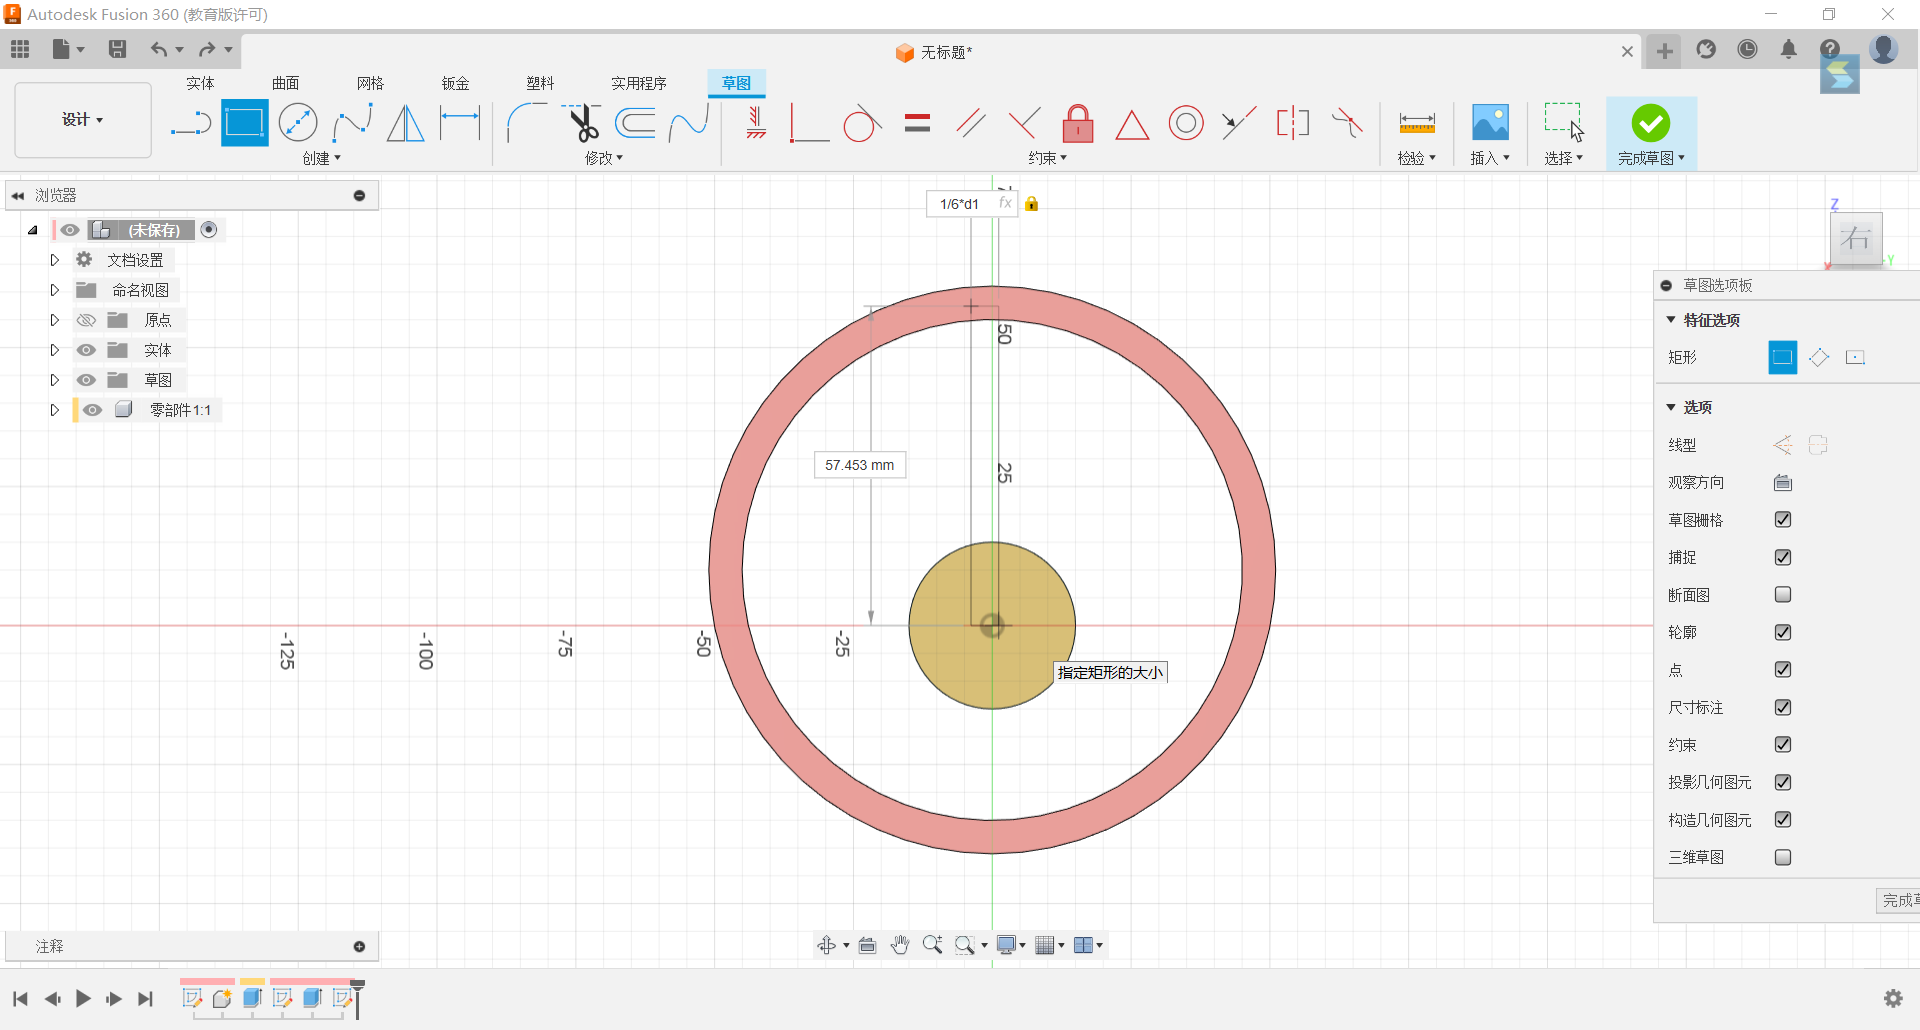 Autodesk Fusion 360 (教育版许可)
无标题*
实体 曲面 网格 钣金 塑料 实用程序 草图
设计
创建 修改 约束 检验 插入 选择 完成草图
浏览器
(未保存)
文档设置
命名视图
原点
实体
草图
零部件1:1
1/6*d1 fx
50
57.453 mm
25
-125 -100 -75 -50 -25
指定矩形的大小
Z
右
Y
草图选项板
特征选项
矩形
选项
线型
观察方向
草图栅格
捕捉
断面图
轮廓
点
尺寸标注
约束
投影几何图元
构造几何图元
三维草图
完成草
注释